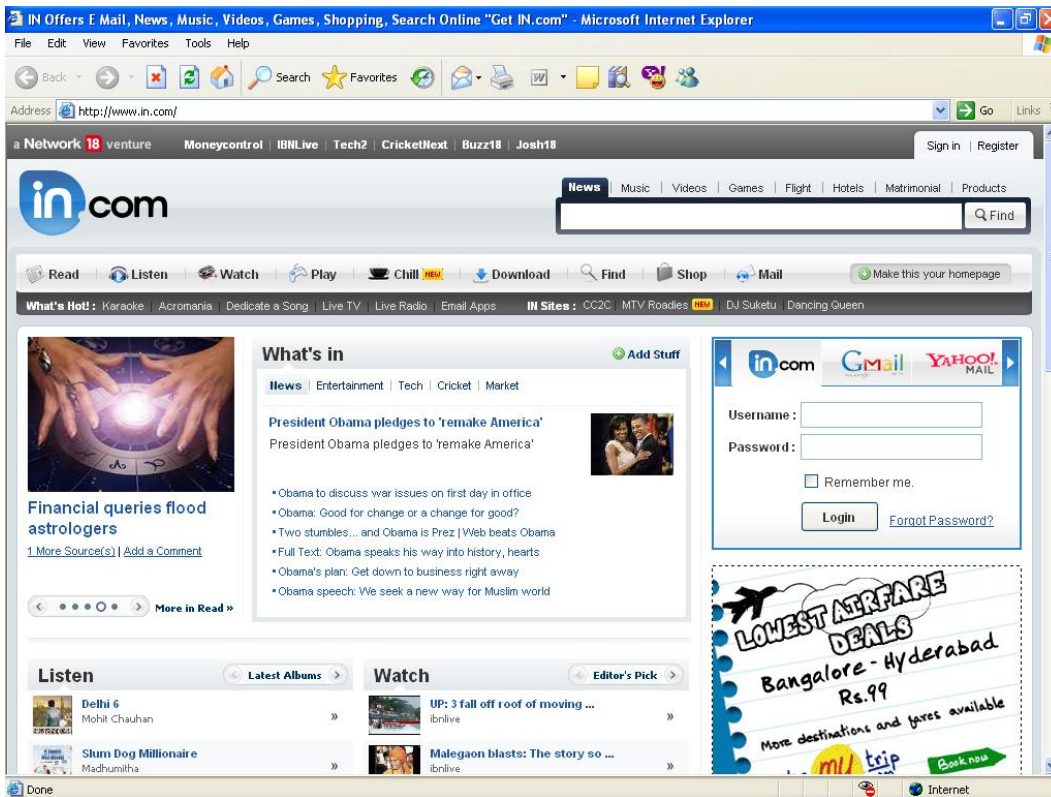 IN Offers E Mail, News, Music, Videos, Games, Shopping, Search Online "Get IN.com" - Microsoft Internet Explorer
File Edit View Favorites Tools Help
Back Search Favorites
Address http://www.in.com/ Go Links
a Network 18 venture Moneycontrol | IBNLive | Tech2 | CricketNext | Buzz18 | Josh18 Sign in | Register
in.com
News | Music | Videos | Games | Flight | Hotels | Matrimonial | Products
Find
Read Listen Watch Play Chill NEW Download Find Shop Mail Make this your homepage
What's Hot! : Karaoke | Acromania | Dedicate a Song | Live TV | Live Radio | Email Apps IN Sites : CC2C | MTV Roadies NEW | DJ Suketu | Dancing Queen
Financial queries flood
astrologers
1 More Source(s) | Add a Comment
More in Read »
What's in Add Stuff
News | Entertainment | Tech | Cricket | Market
President Obama pledges to 'remake America'
President Obama pledges to 'remake America'
Obama to discuss war issues on first day in office
Obama: Good for change or a change for good?
Two stumbles... and Obama is Prez | Web beats Obama
Full Text: Obama speaks his way into history, hearts
Obama's plan: Get down to business right away
Obama speech: We seek a new way for Muslim world
in.com Gmail YAHOO! MAIL
Username :
Password :
Remember me.
Login Forgot Password?
LOWEST AIRFARE
DEALS
Bangalore - Hyderabad
Rs.99
More destinations and fares available
my trip Book now
Listen Latest Albums
Delhi 6
Mohit Chauhan »
Slum Dog Millionaire
Madhumitha »
Watch Editor's Pick
UP: 3 fall off roof of moving ...
ibnlive »
Malegaon blasts: The story so ...
ibnlive »
Done Internet